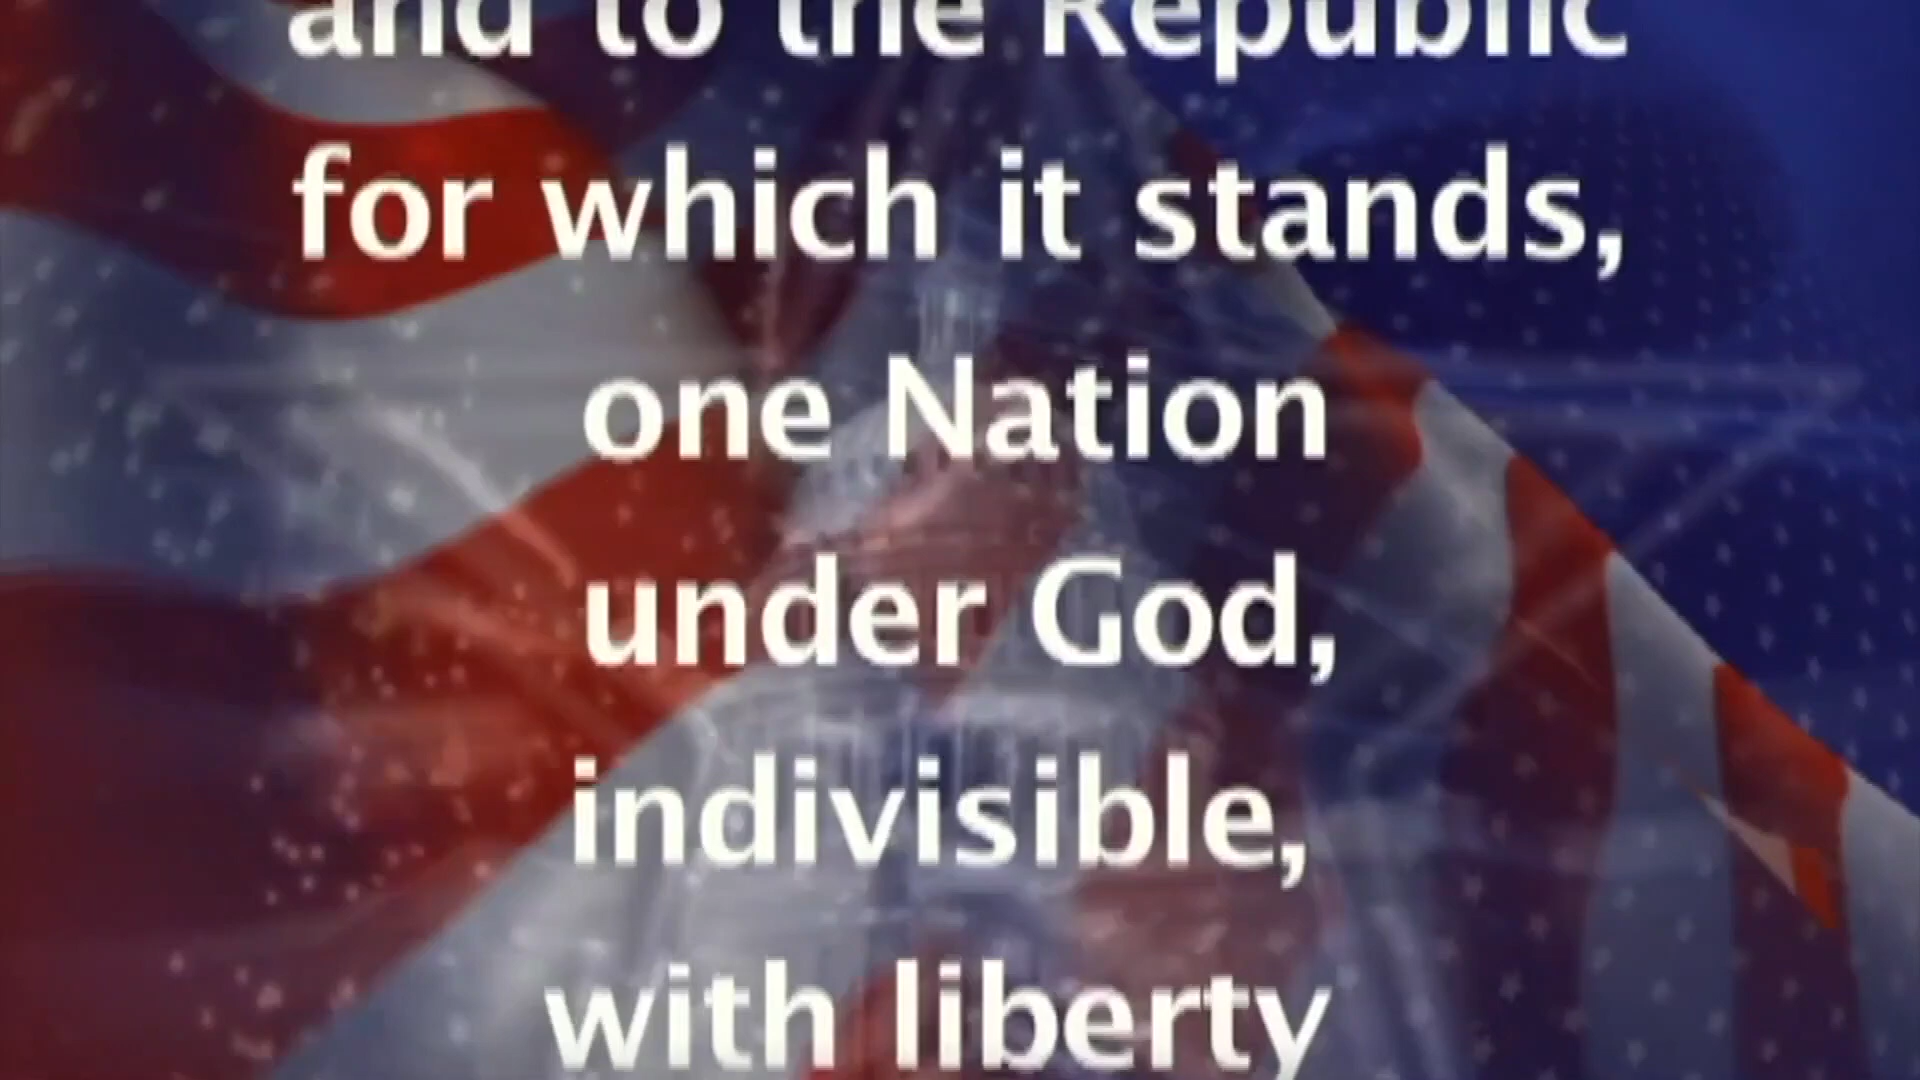 and to the Republic
for which it stands,
one Nation
under God,
indivisible,
with liberty